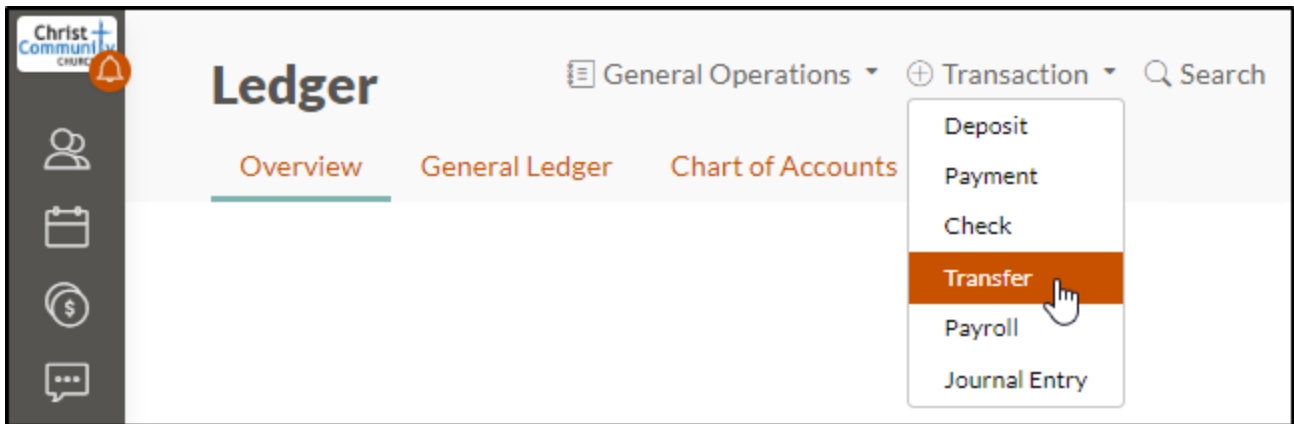 Christ
Community
CHURCH
Ledger
General Operations
Transaction
Search
Overview
General Ledger
Chart of Accounts
Deposit
Payment
Check
Transfer
Payroll
Journal Entry